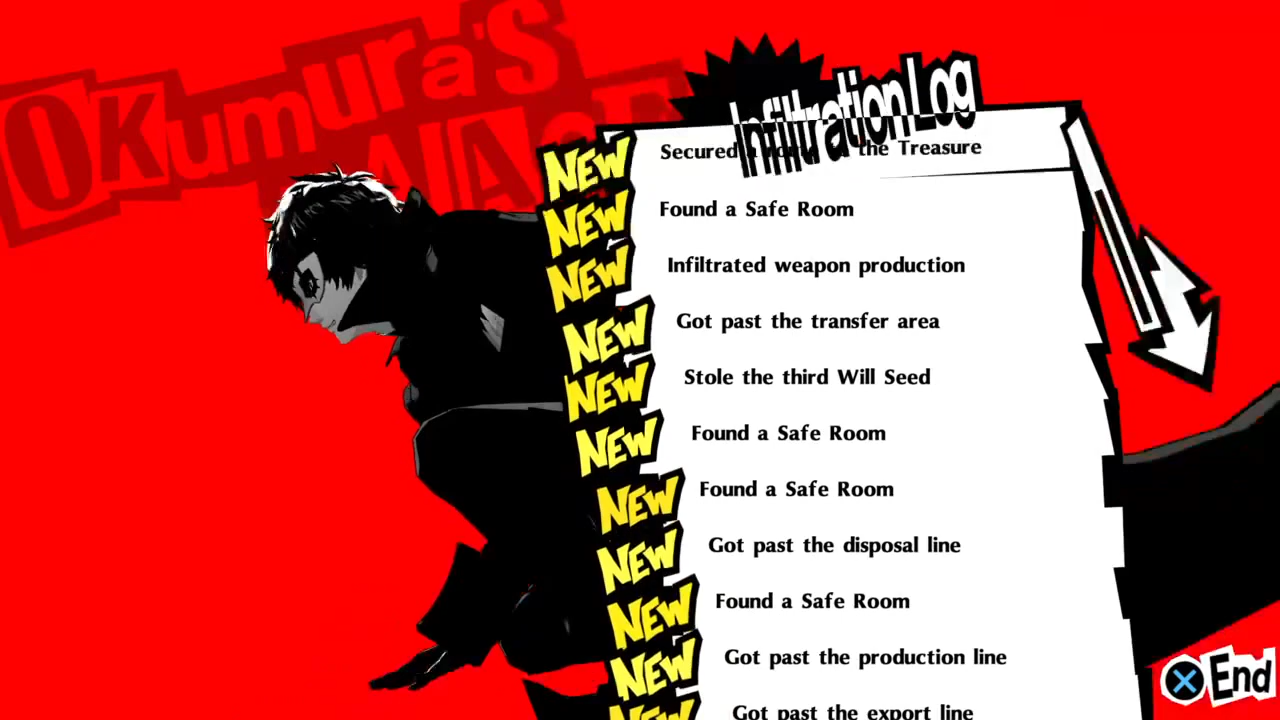 Okumura's
Infiltration Log
NEW Secured the Treasure
NEW Found a Safe Room
NEW Infiltrated weapon production
NEW Got past the transfer area
NEW Stole the third Will Seed
NEW Found a Safe Room
NEW Found a Safe Room
NEW Got past the disposal line
NEW Found a Safe Room
NEW Got past the production line
NEW Got past the export line
End